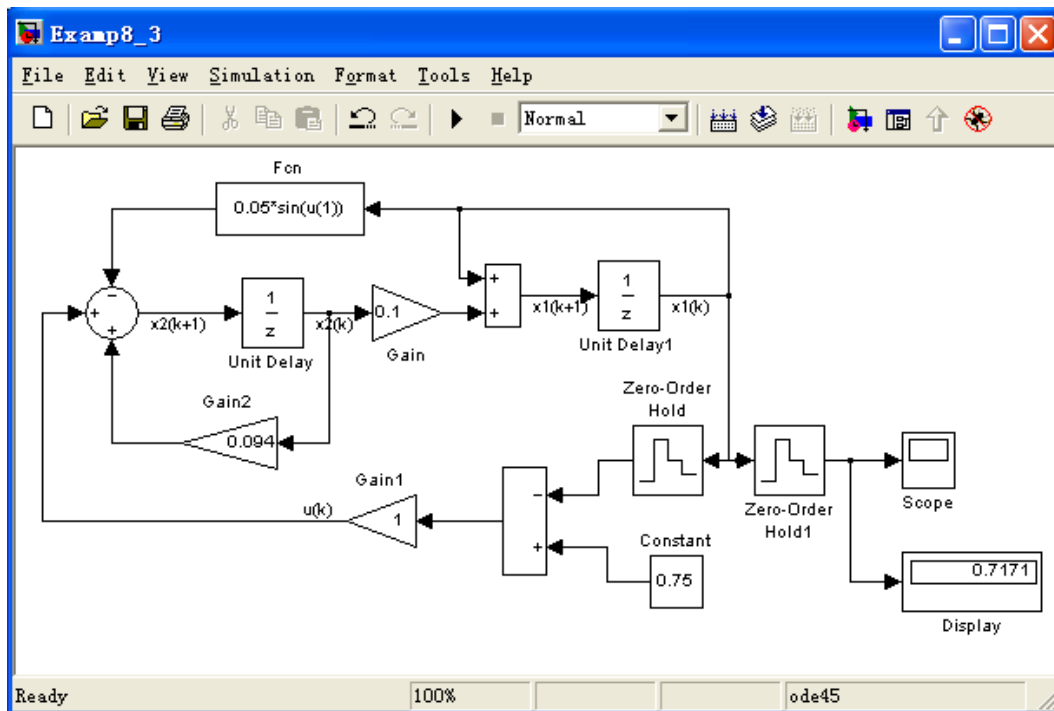 Examp8_3
File Edit View Simulation Format Tools Help
Normal
Fcn
0.05*sin(u(1))
− + +
x2(k+1)
1
z
Unit Delay
x2(k)
0.1
Gain
+
+
x1(k+1)
1
z
Unit Delay1
x1(k)
Gain2
0.094
Zero-Order
Hold
Zero-Order
Hold1
Scope
Gain1
u(k)
1
−
+
Constant
0.75
0.7171
Display
Ready 100% ode45